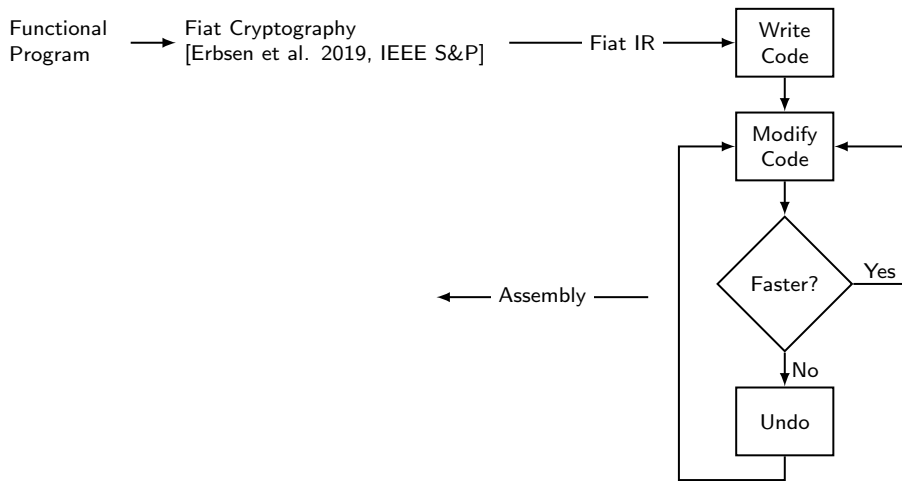 Functional
Program
Fiat Cryptography
[Erbsen et al. 2019, IEEE S&P]
Fiat IR
Write
Code
Modify
Code
Faster?
Yes
Assembly
No
Undo